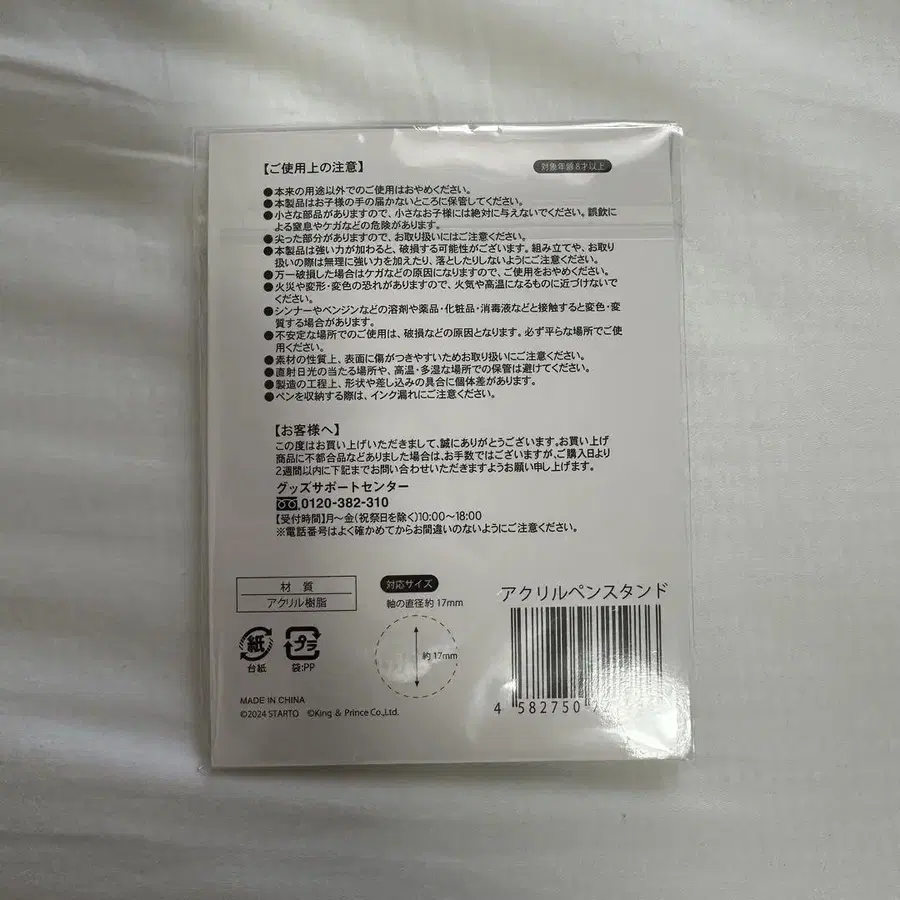 【ご使用上の注意】
対象年齢 8才以上
●本来の用途以外でのご使用はおやめください。
●本製品はお子様の手の届かないところに保管してください。
●小さな部品がありますので、小さなお子様には絶対に与えないでください。誤飲に
よる窒息やケガなどの危険があります。
●尖った部分がありますので、お取り扱いにはご注意ください。
●本製品は強い力が加わると、破損する可能性がございます。組み立てや、お取り
扱いの際は無理に強い力を加えたり、落としたりしないようにご注意ください。
●万一破損した場合はケガなどの原因になりますので、ご使用をおやめください。
●火災や変形・変色の恐れがありますので、火気や高温になるものに近づけないで
ください。
●シンナーやベンジンなどの溶剤や薬品・化粧品・消毒液などと接触すると変色・変
質する場合があります。
●不安定な場所でのご使用は、破損などの原因となります。必ず平らな場所でご使
用ください。
●素材の性質上、表面に傷がつきやすいためお取り扱いにご注意ください。
●直射日光の当たる場所や、高温・多湿な場所での保管は避けてください。
●製造の工程上、形状や差し込みの具合に個体差があります。
●ペンを収納する際は、インク漏れにご注意ください。
【お客様へ】
この度はお買い上げいただきまして、誠にありがとうございます。お買い上げ
商品に不都合品などありました場合は、お手数ではございますが、ご購入日より
2週間以内に下記までお問い合わせいただきますようお願い申し上げます。
グッズサポートセンター
0120-382-310
【受付時間】月〜金(祝祭日を除く)10:00〜18:00
※電話番号はよく確かめてからお間違いのないようにご注意ください。
材 質
アクリル樹脂
対応サイズ
軸の直径約17mm
約17mm
アクリルペンスタンド
紙
台紙
プラ
袋:PP
4 582750
MADE IN CHINA
©2024 STARTO ©King & Prince Co.,Ltd.